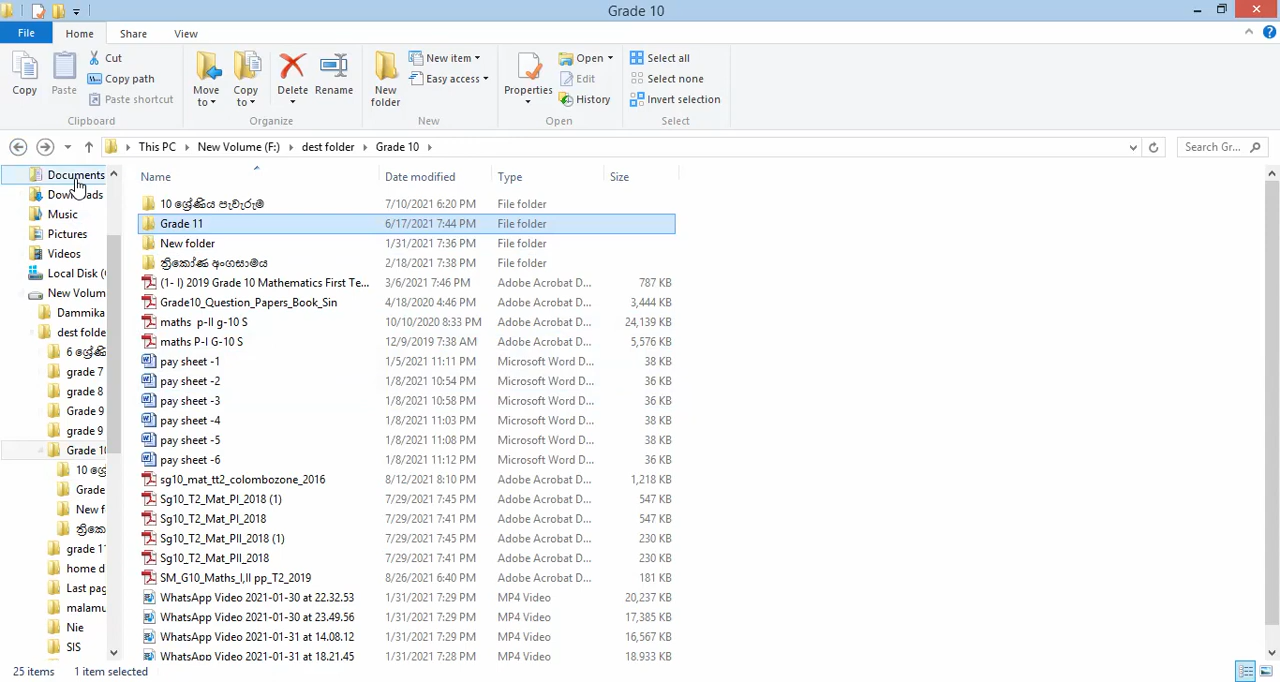 Grade 10
File Home Share View
Copy Paste Cut Copy path Paste shortcut Move to Copy to Delete Rename New folder New item Easy access Properties Open Edit History Select all Select none Invert selection
Clipboard Organize New Open Select
This PC New Volume (F:) dest folder Grade 10 Search Gr...
Name Date modified Type Size
Documents
Downloads
Music
Pictures
Videos
Local Disk (
New Volum
Dammika
dest folde
6 ශ්‍රේණි
grade 7
grade 8
Grade 9
grade 9
Grade 10
10 ශ්‍රේ
Grade
New f
ත්‍රිකෝ
grade 11
home d
Last pag
malamu
Nie
SIS
10 ශ්‍රේණිය පැවැරුම් 7/10/2021 6:20 PM File folder
Grade 11 6/17/2021 7:44 PM File folder
New folder 1/31/2021 7:36 PM File folder
ත්‍රිකෝණ අංගසාම්‍ය 2/18/2021 7:38 PM File folder
(1- I) 2019 Grade 10 Mathematics First Te... 3/6/2021 7:46 PM Adobe Acrobat D... 787 KB
Grade10_Question_Papers_Book_Sin 4/18/2020 4:46 PM Adobe Acrobat D... 3,444 KB
maths p-II g-10 S 10/10/2020 8:33 PM Adobe Acrobat D... 24,139 KB
maths P-I G-10 S 12/9/2019 7:38 AM Adobe Acrobat D... 5,576 KB
pay sheet -1 1/5/2021 11:11 PM Microsoft Word D... 38 KB
pay sheet -2 1/8/2021 10:54 PM Microsoft Word D... 36 KB
pay sheet -3 1/8/2021 10:58 PM Microsoft Word D... 36 KB
pay sheet -4 1/8/2021 11:03 PM Microsoft Word D... 38 KB
pay sheet -5 1/8/2021 11:08 PM Microsoft Word D... 38 KB
pay sheet -6 1/8/2021 11:12 PM Microsoft Word D... 36 KB
sg10_mat_tt2_colombozone_2016 8/12/2021 8:10 PM Adobe Acrobat D... 1,218 KB
Sg10_T2_Mat_PI_2018 (1) 7/29/2021 7:45 PM Adobe Acrobat D... 547 KB
Sg10_T2_Mat_PI_2018 7/29/2021 7:41 PM Adobe Acrobat D... 547 KB
Sg10_T2_Mat_PII_2018 (1) 7/29/2021 7:45 PM Adobe Acrobat D... 230 KB
Sg10_T2_Mat_PII_2018 7/29/2021 7:41 PM Adobe Acrobat D... 230 KB
SM_G10_Maths_I,II pp_T2_2019 8/26/2021 6:40 PM Adobe Acrobat D... 181 KB
WhatsApp Video 2021-01-30 at 22.32.53 1/31/2021 7:29 PM MP4 Video 20,237 KB
WhatsApp Video 2021-01-30 at 23.49.56 1/31/2021 7:29 PM MP4 Video 17,385 KB
WhatsApp Video 2021-01-31 at 14.08.12 1/31/2021 7:29 PM MP4 Video 16,567 KB
WhatsApp Video 2021-01-31 at 18.21.45 1/31/2021 7:28 PM MP4 Video 18,933 KB
25 items 1 item selected